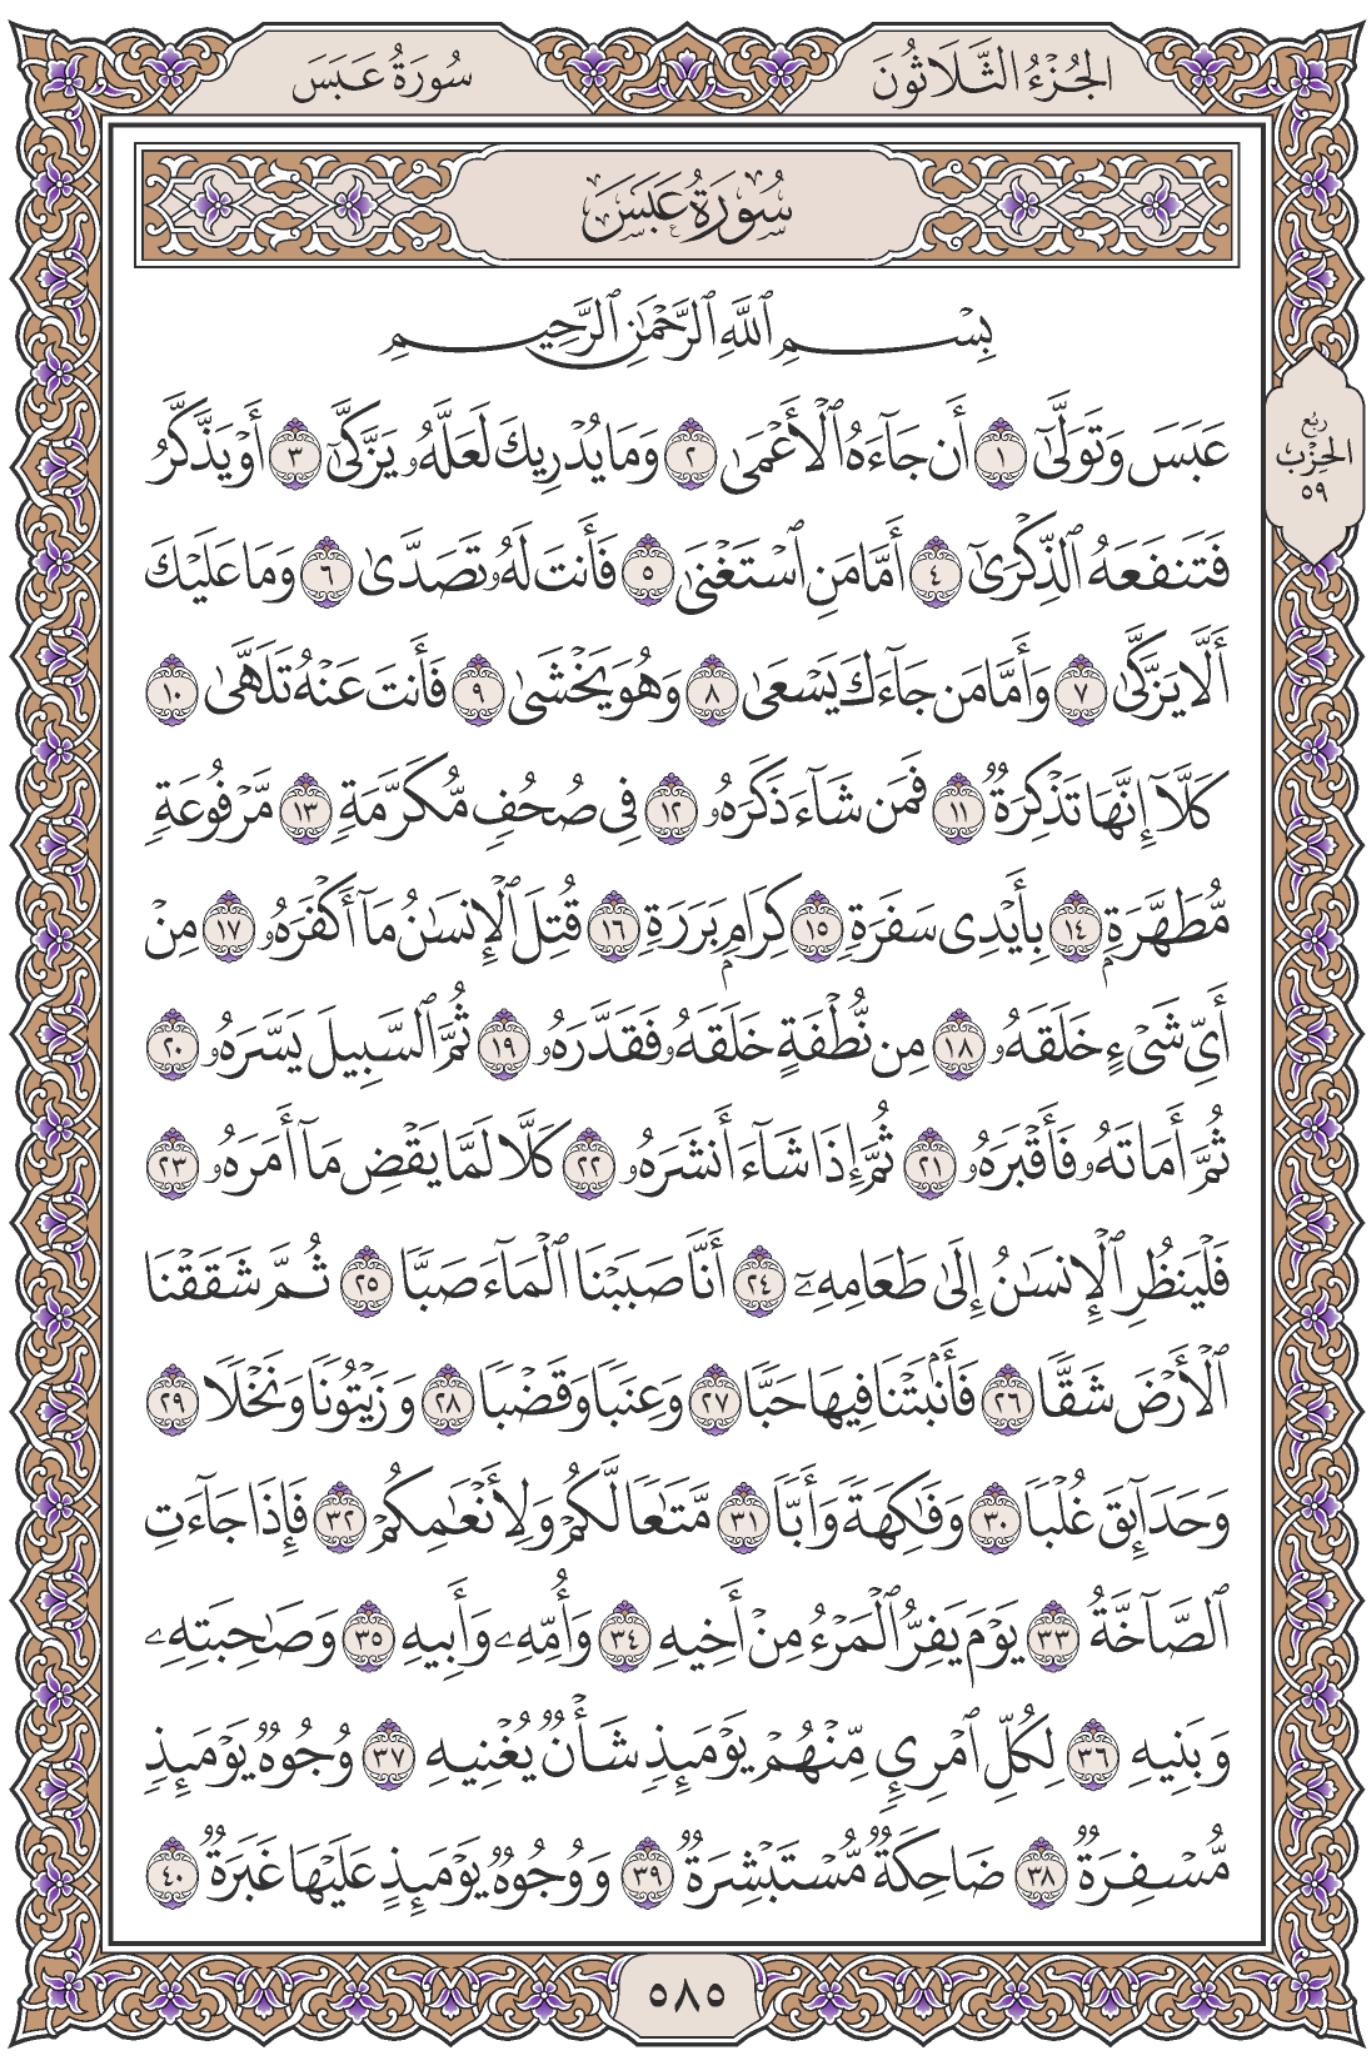 الجُزْءُ الثَّلَاثُونَ
سُورَةُ عَبَسَ
سُورَةُ عَبَسَ
بِسْمِ ٱللَّهِ ٱلرَّحْمَٰنِ ٱلرَّحِيمِ
عَبَسَ وَتَوَلَّىٰٓ ١ أَن جَآءَهُ ٱلْأَعْمَىٰ ٢ وَمَا يُدْرِيكَ لَعَلَّهُۥ يَزَّكَّىٰٓ ٣ أَوْ يَذَّكَّرُ
رُبْعُ
الحِزْبُ
٥٩
فَتَنفَعَهُ ٱلذِّكْرَىٰٓ ٤ أَمَّا مَنِ ٱسْتَغْنَىٰ ٥ فَأَنتَ لَهُۥ تَصَدَّىٰ ٦ وَمَا عَلَيْكَ
أَلَّا يَزَّكَّىٰ ٧ وَأَمَّا مَن جَآءَكَ يَسْعَىٰ ٨ وَهُوَ يَخْشَىٰ ٩ فَأَنتَ عَنْهُ تَلَهَّىٰ ١٠
كَلَّآ إِنَّهَا تَذْكِرَةٌ ١١ فَمَن شَآءَ ذَكَرَهُۥ ١٢ فِى صُحُفٍ مُّكَرَّمَةٍ ١٣ مَّرْفُوعَةٍ
مُّطَهَّرَةٍۭ ١٤ بِأَيْدِى سَفَرَةٍ ١٥ كِرَامٍۭ بَرَرَةٍ ١٦ قُتِلَ ٱلْإِنسَٰنُ مَآ أَكْفَرَهُۥ ١٧ مِنْ
أَىِّ شَىْءٍ خَلَقَهُۥ ١٨ مِن نُّطْفَةٍ خَلَقَهُۥ فَقَدَّرَهُۥ ١٩ ثُمَّ ٱلسَّبِيلَ يَسَّرَهُۥ ٢٠
ثُمَّ أَمَاتَهُۥ فَأَقْبَرَهُۥ ٢١ ثُمَّ إِذَا شَآءَ أَنشَرَهُۥ ٢٢ كَلَّا لَمَّا يَقْضِ مَآ أَمَرَهُۥ ٢٣
فَلْيَنظُرِ ٱلْإِنسَٰنُ إِلَىٰ طَعَامِهِۦٓ ٢٤ أَنَّا صَبَبْنَا ٱلْمَآءَ صَبًّا ٢٥ ثُمَّ شَقَقْنَا
ٱلْأَرْضَ شَقًّا ٢٦ فَأَنۢبَتْنَا فِيهَا حَبًّا ٢٧ وَعِنَبًا وَقَضْبًا ٢٨ وَزَيْتُونًا وَنَخْلًا ٢٩
وَحَدَآئِقَ غُلْبًا ٣٠ وَفَٰكِهَةً وَأَبًّا ٣١ مَّتَٰعًا لَّكُمْ وَلِأَنْعَٰمِكُمْ ٣٢ فَإِذَا جَآءَتِ
ٱلصَّآخَّةُ ٣٣ يَوْمَ يَفِرُّ ٱلْمَرْءُ مِنْ أَخِيهِ ٣٤ وَأُمِّهِۦ وَأَبِيهِ ٣٥ وَصَٰحِبَتِهِۦ
وَبَنِيهِ ٣٦ لِكُلِّ ٱمْرِئٍ مِّنْهُمْ يَوْمَئِذٍ شَأْنٌ يُغْنِيهِ ٣٧ وُجُوهٌ يَوْمَئِذٍ
مُّسْفِرَةٌ ٣٨ ضَاحِكَةٌ مُّسْتَبْشِرَةٌ ٣٩ وَوُجُوهٌ يَوْمَئِذٍ عَلَيْهَا غَبَرَةٌ ٤٠
٥٨٥